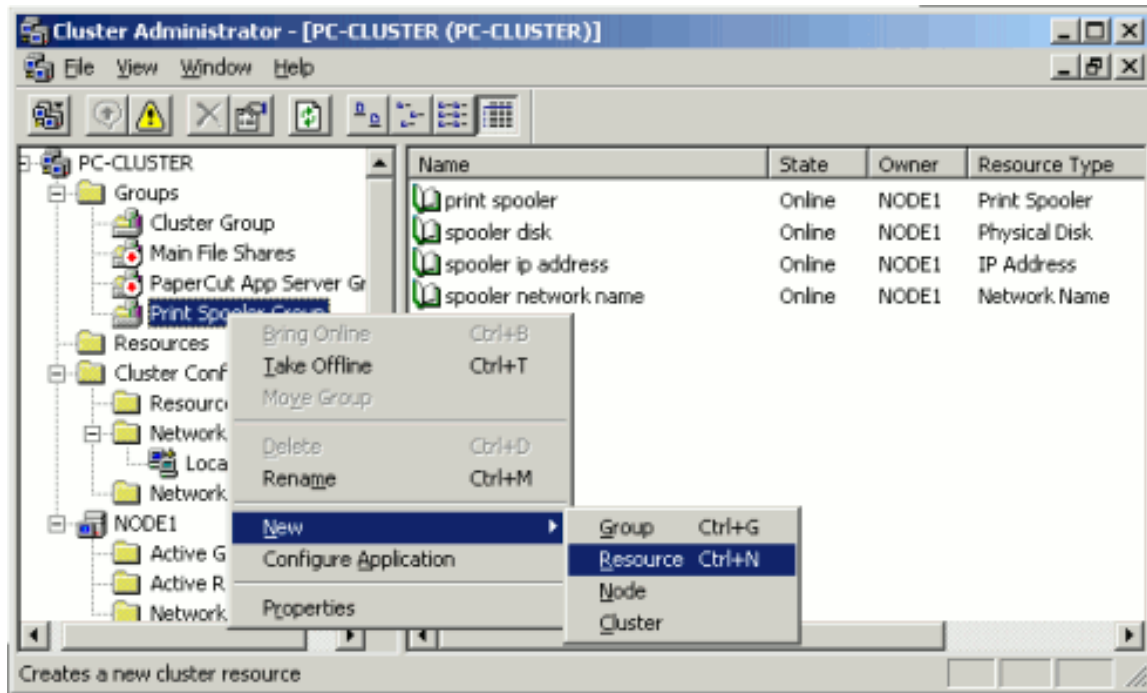 Cluster Administrator - [PC-CLUSTER (PC-CLUSTER)]
File View Window Help
PC-CLUSTER
Groups
Cluster Group
Main File Shares
PaperCut App Server Gr
Print Spooler Group
Resources
Cluster Conf
Resourc
Network
Loca
Network
NODE1
Active G
Active R
Network
Name State Owner Resource Type
print spooler Online NODE1 Print Spooler
spooler disk Online NODE1 Physical Disk
spooler ip address Online NODE1 IP Address
spooler network name Online NODE1 Network Name
Bring Online Ctrl+B
Take Offline Ctrl+T
Move Group
Delete Ctrl+D
Rename Ctrl+M
New
Configure Application
Properties
Group Ctrl+G
Resource Ctrl+N
Node
Cluster
Creates a new cluster resource